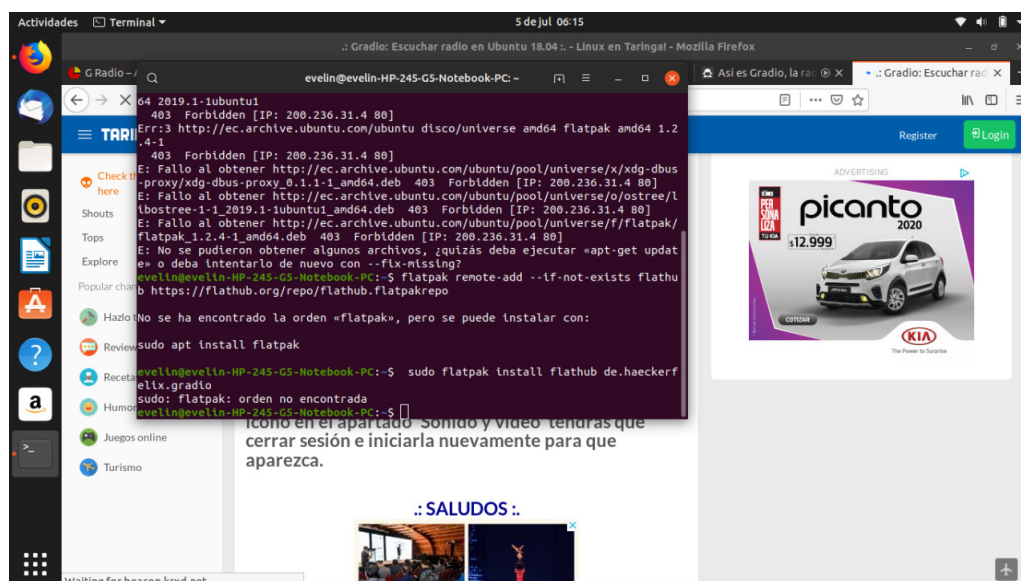 Actividades
Terminal
5 de jul 06:15
.: Gradio: Escuchar radio en Ubuntu 18.04 :. - Linux en Taringa! - Mozilla Firefox
G Radio –
evelin@evelin-HP-245-G5-Notebook-PC: ~
Así es Gradio, la
.: Gradio: Escuchar rad
64 2019.1-1ubuntu1
403 Forbidden [IP: 200.236.31.4 80]
Err:3 http://ec.archive.ubuntu.com/ubuntu disco/universe amd64 flatpak amd64 1.2
.4-1
403 Forbidden [IP: 200.236.31.4 80]
E: Fallo al obtener http://ec.archive.ubuntu.com/ubuntu/pool/universe/x/xdg-dbus
-proxy/xdg-dbus-proxy_0.1.1-1_amd64.deb 403 Forbidden [IP: 200.236.31.4 80]
E: Fallo al obtener http://ec.archive.ubuntu.com/ubuntu/pool/universe/o/ostree/l
ibostree-1-1_2019.1-1ubuntu1_amd64.deb 403 Forbidden [IP: 200.236.31.4 80]
E: Fallo al obtener http://ec.archive.ubuntu.com/ubuntu/pool/universe/f/flatpak/
flatpak_1.2.4-1_amd64.deb 403 Forbidden [IP: 200.236.31.4 80]
E: No se pudieron obtener algunos archivos, ¿quizás deba ejecutar «apt-get updat
e» o deba intentarlo de nuevo con --fix-missing?
evelin@evelin-HP-245-G5-Notebook-PC:~$ flatpak remote-add --if-not-exists flathu
b https://flathub.org/repo/flathub.flatpakrepo
No se ha encontrado la orden «flatpak», pero se puede instalar con:
sudo apt install flatpak
evelin@evelin-HP-245-G5-Notebook-PC:~$ sudo flatpak install flathub de.haeckerf
elix.gradio
sudo: flatpak: orden no encontrada
evelin@evelin-HP-245-G5-Notebook-PC:~$
TARI
Register
Login
Check th
here
Shouts
Tops
Explore
Popular chan
Hazlo t
Review
Receta
Humor
Juegos online
Turismo
ícono en el apartado "Sonido y video" tendrás que
cerrar sesión e iniciarla nuevamente para que
aparezca.
.: SALUDOS :.
ADVERTISING
PER
SONA
LIZA
TU KIA
picanto
2020
$12.999
COTIZAR
KIA
The Power to Surprise
Waiting for beacon.krxd.net